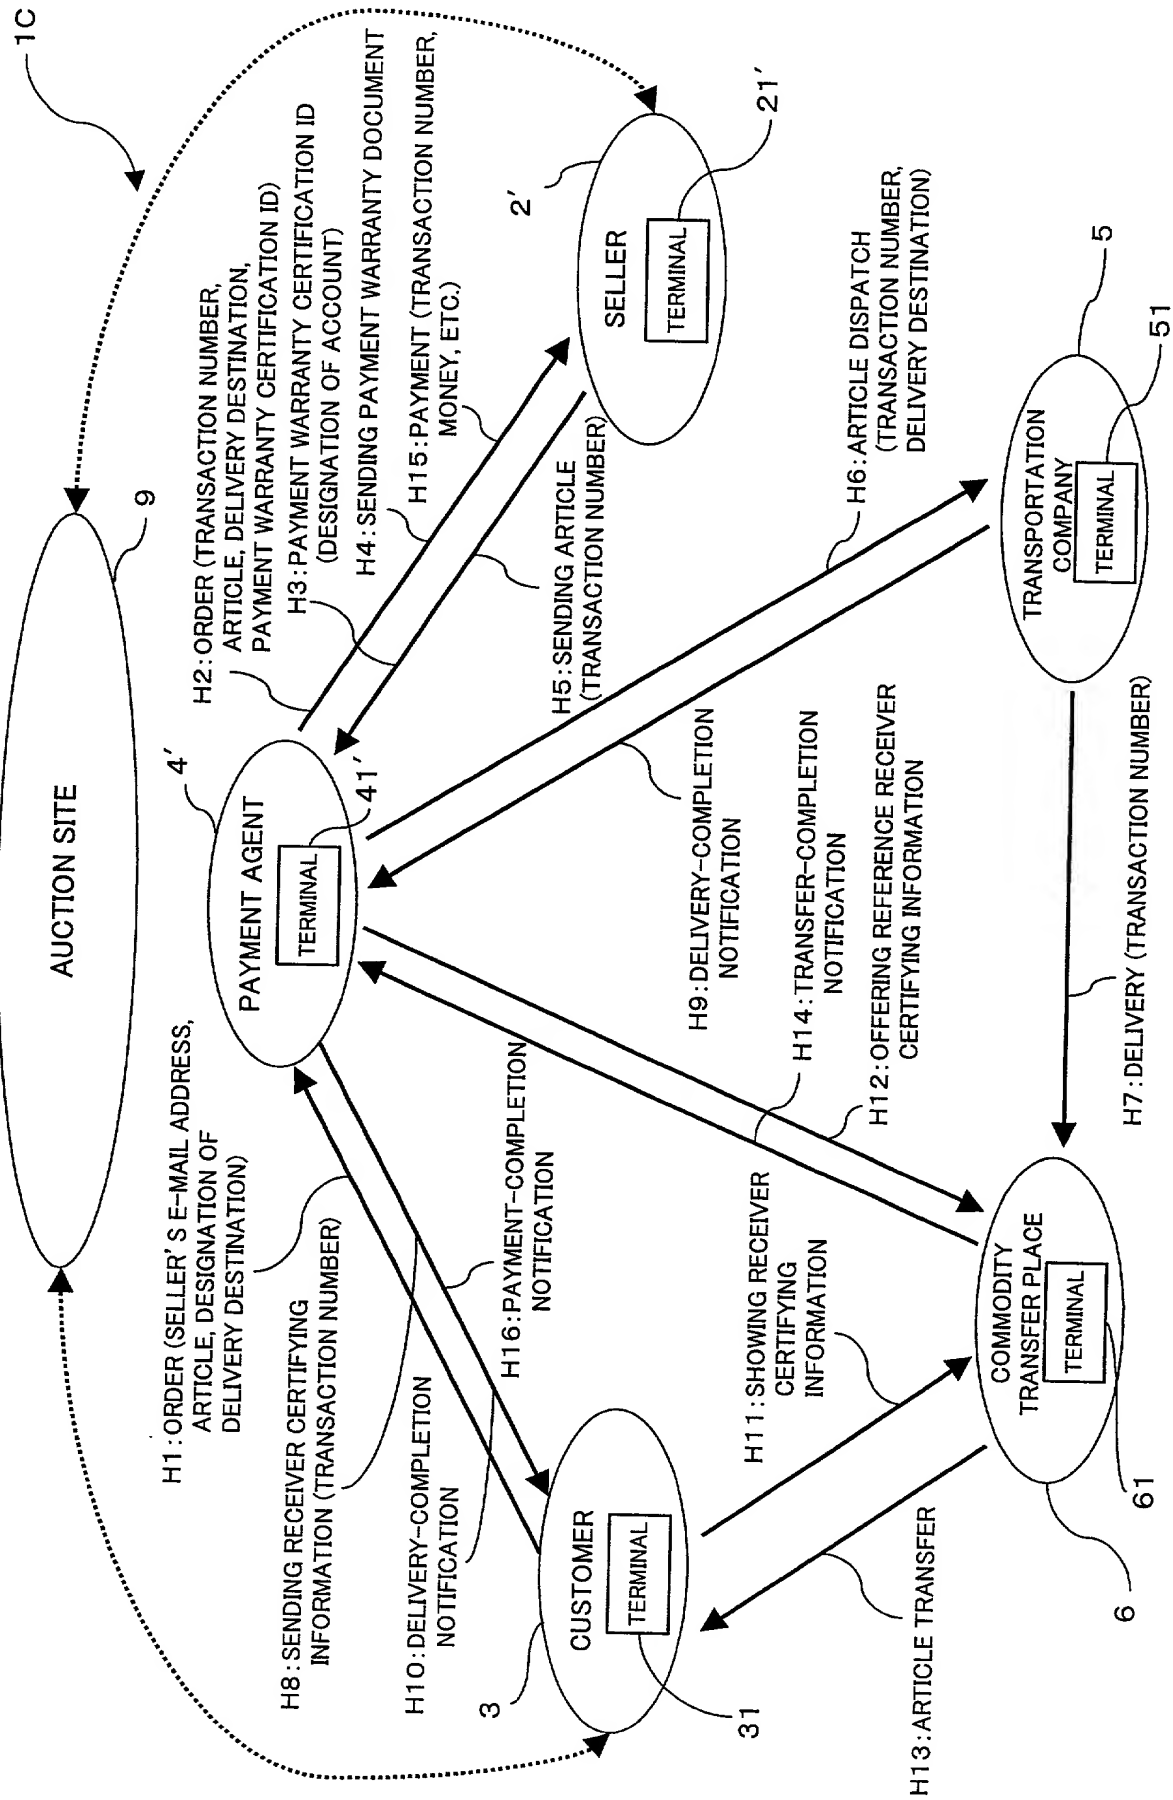 1C
AUCTION SITE
9
H1:ORDER (SELLER'S E-MAIL ADDRESS,
ARTICLE, DESIGNATION OF
DELIVERY DESTINATION)
H8:SENDING RECEIVER CERTIFYING
INFORMATION (TRANSACTION NUMBER)
H10:DELIVERY-COMPLETION
NOTIFICATION
H16:PAYMENT-COMPLETION
NOTIFICATION
4'
PAYMENT AGENT
TERMINAL
41'
H2:ORDER (TRANSACTION NUMBER,
ARTICLE, DELIVERY DESTINATION,
PAYMENT WARRANTY CERTIFICATION ID)
H3:PAYMENT WARRANTY CERTIFICATION ID
(DESIGNATION OF ACCOUNT)
H4:SENDING PAYMENT WARRANTY DOCUMENT
H15:PAYMENT (TRANSACTION NUMBER,
MONEY, ETC.)
H5:SENDING ARTICLE
(TRANSACTION NUMBER)
2'
SELLER
TERMINAL
21'
3
CUSTOMER
TERMINAL
31
H11:SHOWING RECEIVER
CERTIFYING
INFORMATION
H9:DELIVERY-COMPLETION
NOTIFICATION
H14:TRANSFER-COMPLETION
NOTIFICATION
H12:OFFERING REFERENCE RECEIVER
CERTIFYING INFORMATION
H6:ARTICLE DISPATCH
(TRANSACTION NUMBER,
DELIVERY DESTINATION)
H13:ARTICLE TRANSFER
6
COMMODITY
TRANSFER PLACE
TERMINAL
61
H7:DELIVERY (TRANSACTION NUMBER)
5
TRANSPORTATION
COMPANY
TERMINAL
51